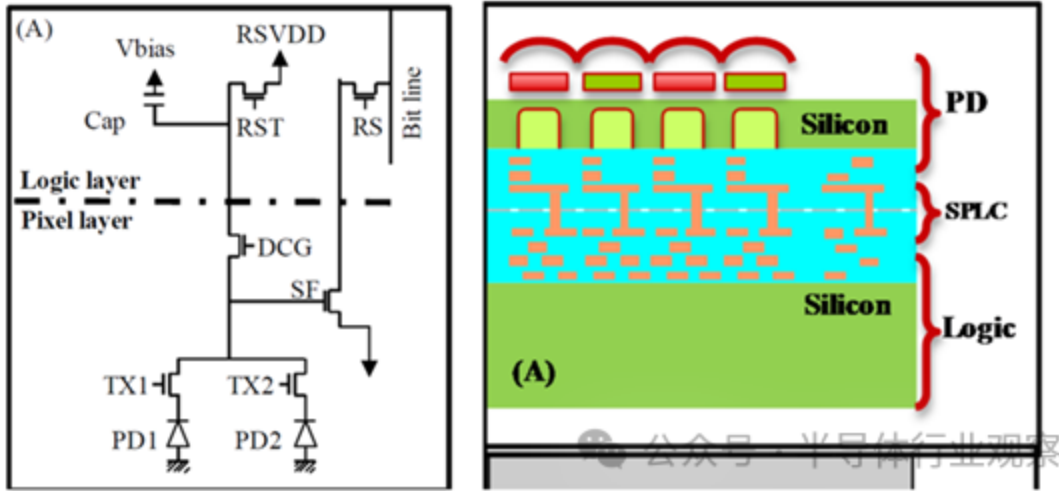 (A)
Vbias
RSVDD
Cap
RST
RS
Bit line
Logic layer
Pixel layer
DCG
SF
TX1
TX2
PD1
PD2
Silicon
PD
SPLC
Silicon
Logic
(A)
公众号 · 半导体行业观察